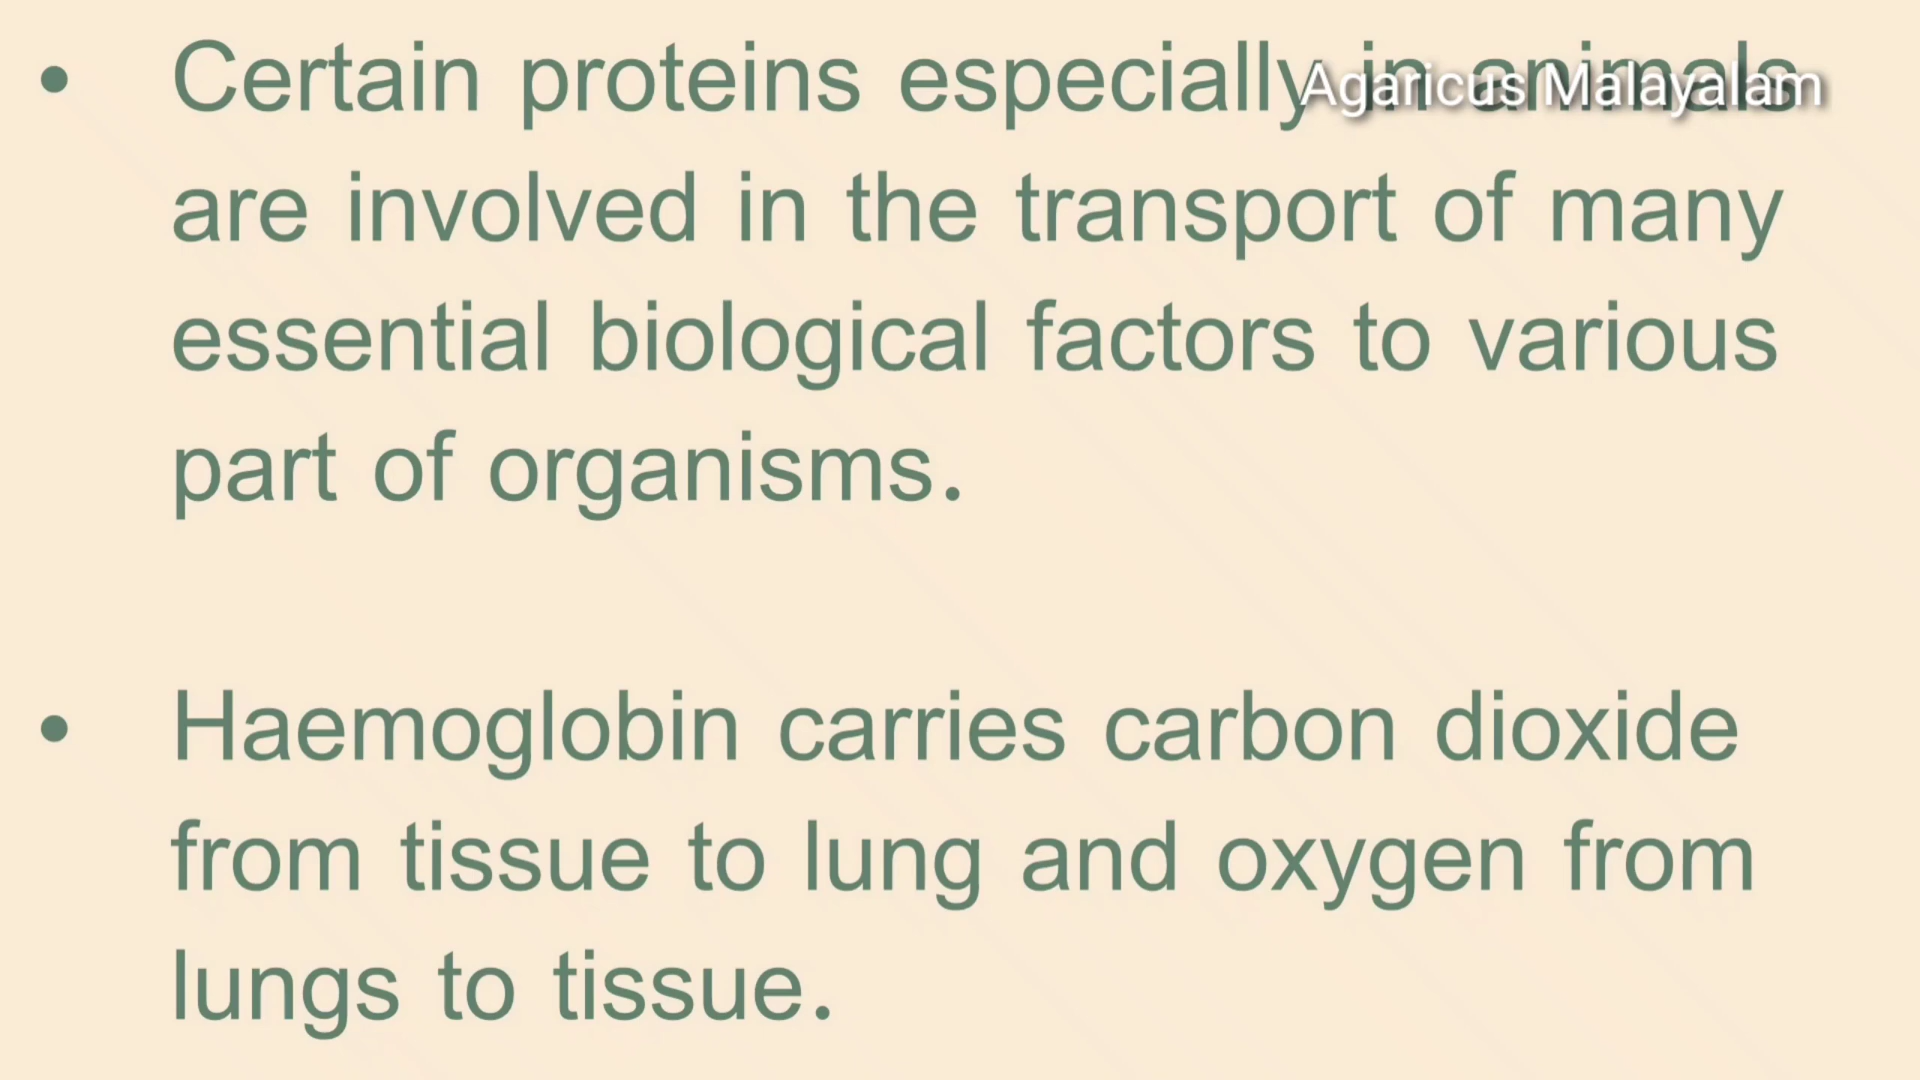 • Certain proteins especially in animals
Agaricus Malayalam
are involved in the transport of many
essential biological factors to various
part of organisms.
• Haemoglobin carries carbon dioxide
from tissue to lung and oxygen from
lungs to tissue.